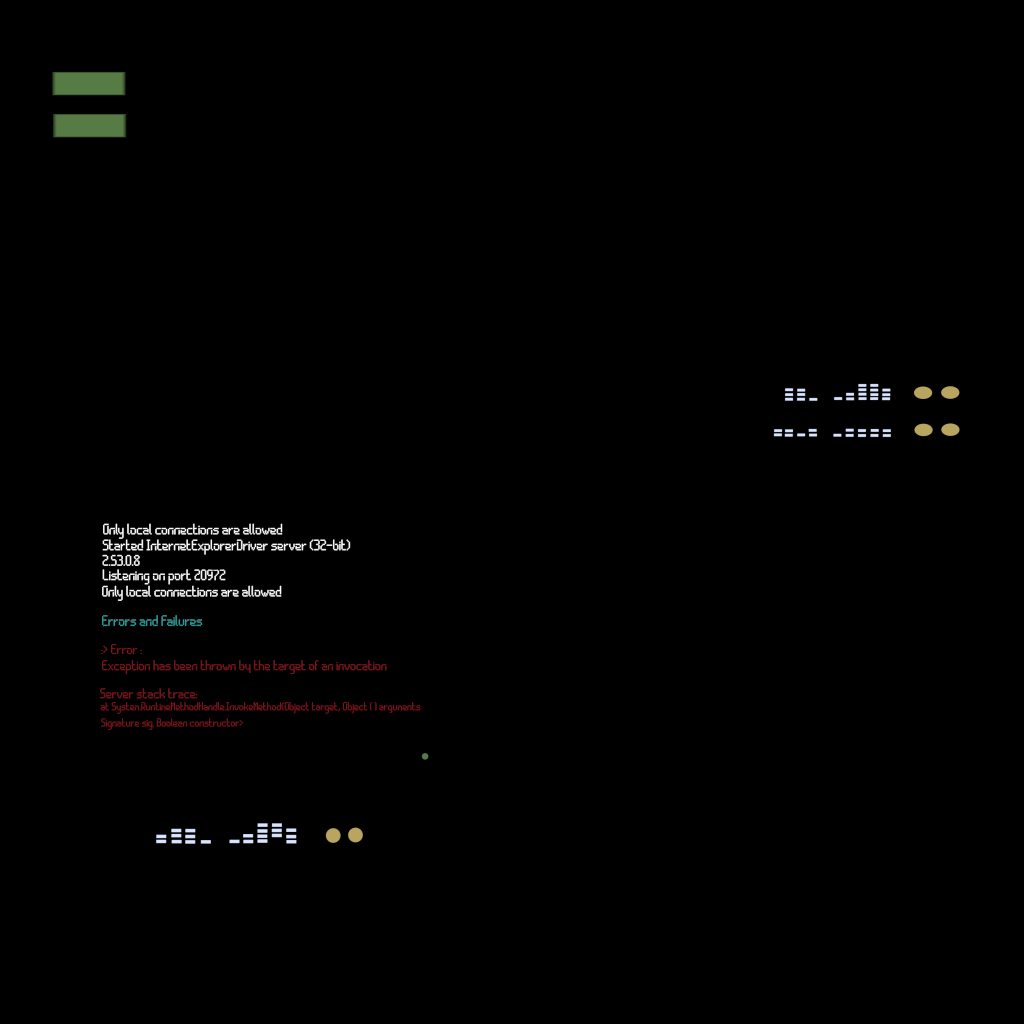 Only local connections are allowed
Started InternetExplorerDriver server (32-bit)
2.53.0.8
Listening on port 20972
Only local connections are allowed
Errors and Failures
:> Error :
Exception has been thrown by the target of an invocation
Server stack trace:
at System.RuntimeMethodHandle.InvokeMethod(Object target, Object ( ) arguments
Signature sig, Boolean constructor>